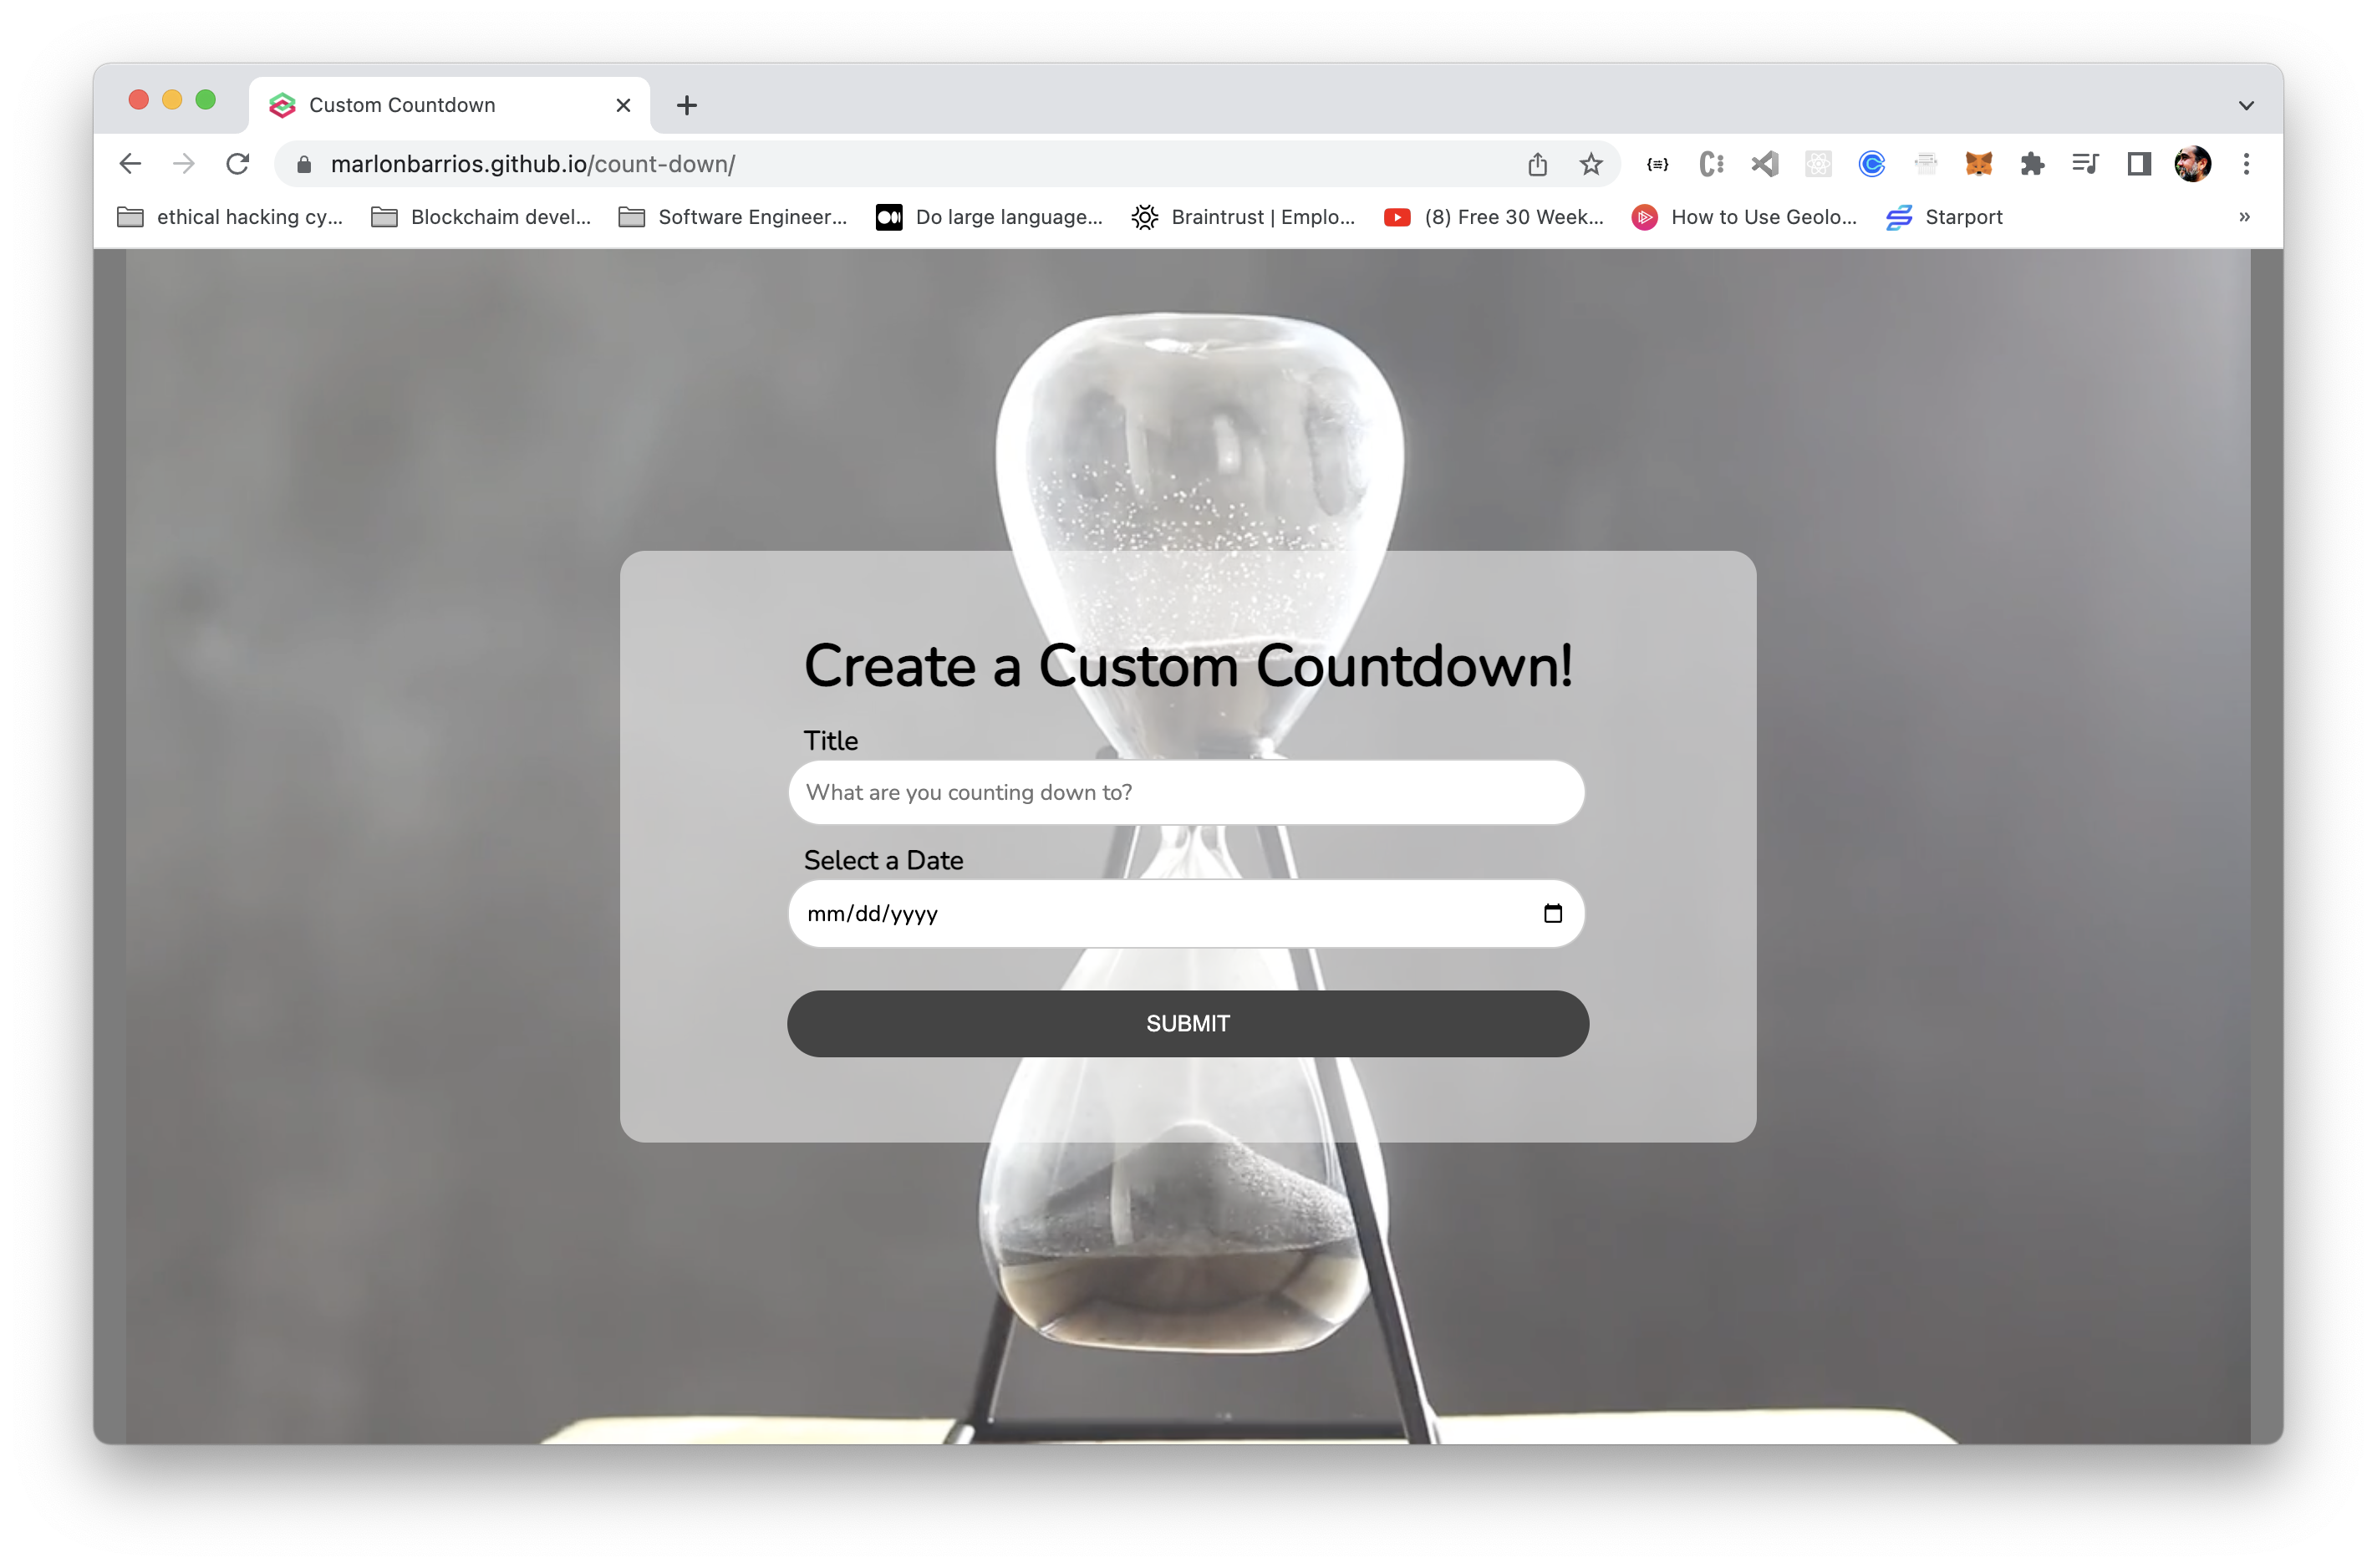 Custom Countdown
marlonbarrios.github.io/count-down/
ethical hacking cy... Blockchaim devel... Software Engineer... Do large language... Braintrust | Emplo... (8) Free 30 Week... How to Use Geolo... Starport »
Create a Custom Countdown!
Title
What are you counting down to?
Select a Date
mm/dd/yyyy
SUBMIT